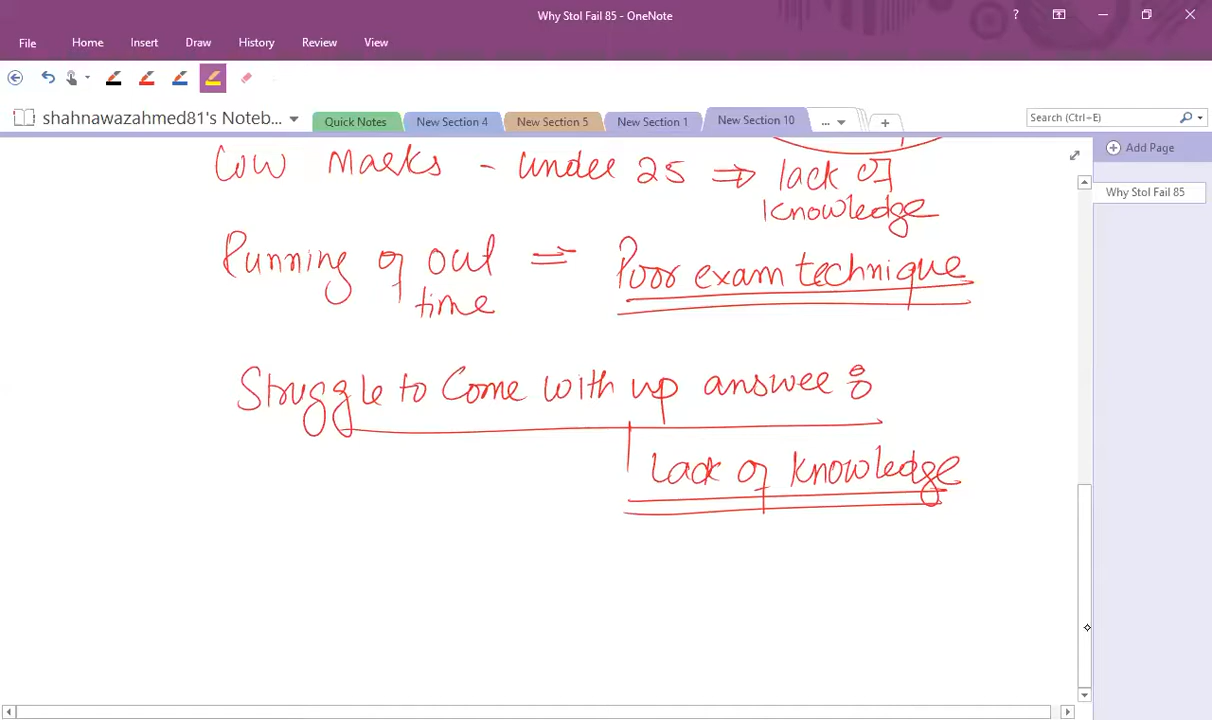 Why Stol Fail 85 - OneNote
?
File Home Insert Draw History Review View
shahnawazahmed81's Noteb...
Quick Notes
New Section 4
New Section 5
New Section 1
New Section 10
...
+
Search (Ctrl+E)
Add Page
Why Stol Fail 85
Low Marks - Under 25 ⇒ lack of
knowledge
Running of out = Poor exam technique
time
Struggle to Come with up answer :
lack of knowledge